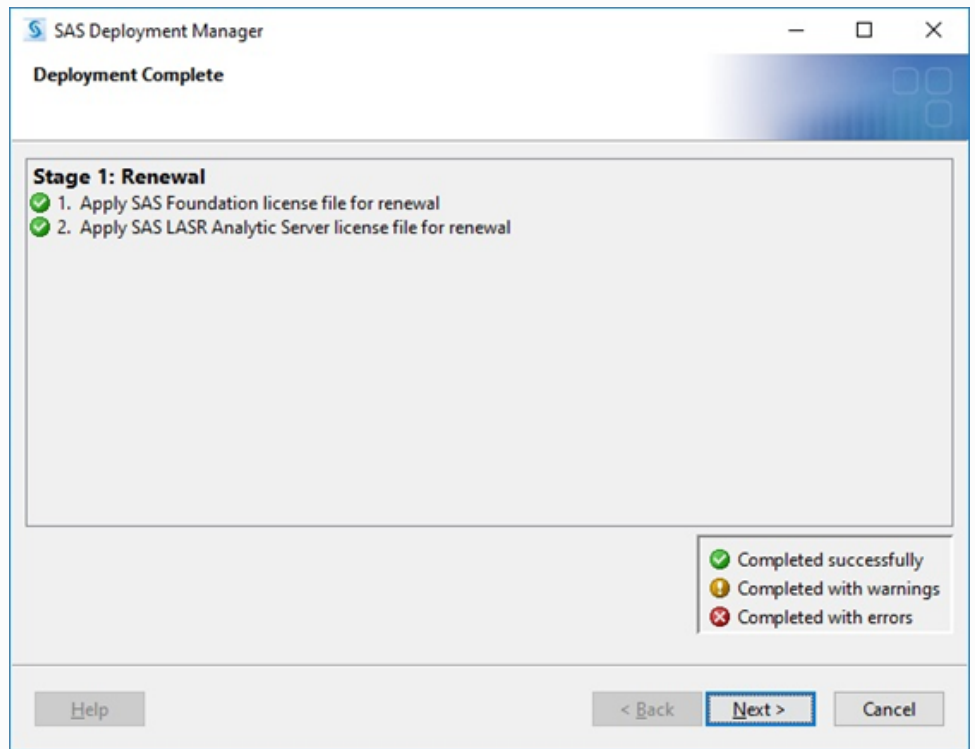 SAS Deployment Manager
Deployment Complete
Stage 1: Renewal
1. Apply SAS Foundation license file for renewal
2. Apply SAS LASR Analytic Server license file for renewal
Completed successfully
Completed with warnings
Completed with errors
Help
< Back
Next >
Cancel